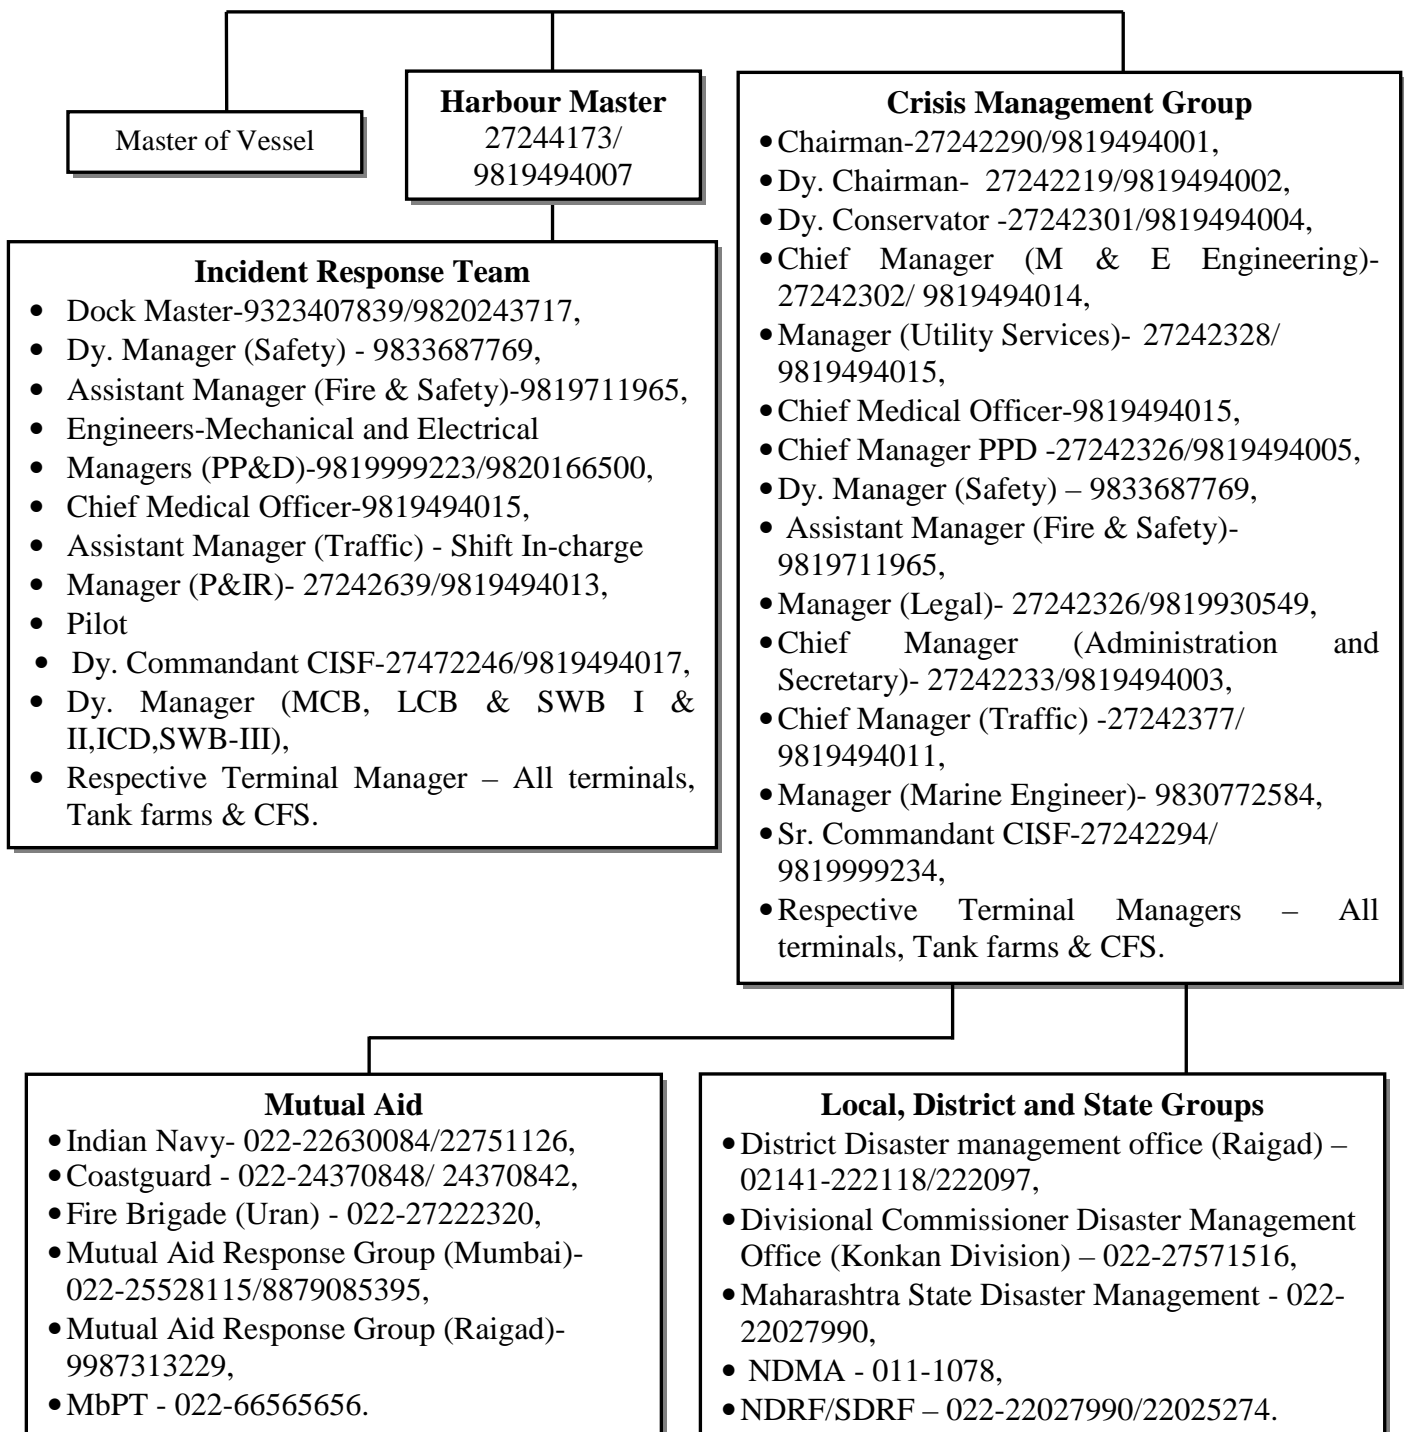 Master of Vessel
Harbour Master
27244173/
9819494007
Incident Response Team
• Dock Master-9323407839/9820243717,
• Dy. Manager (Safety) - 9833687769,
• Assistant Manager (Fire & Safety)-9819711965,
• Engineers-Mechanical and Electrical
• Managers (PP&D)-9819999223/9820166500,
• Chief Medical Officer-9819494015,
• Assistant Manager (Traffic) - Shift In-charge
• Manager (P&IR)- 27242639/9819494013,
• Pilot
• Dy. Commandant CISF-27472246/9819494017,
• Dy. Manager (MCB, LCB & SWB I &
II,ICD,SWB-III),
• Respective Terminal Manager – All terminals,
Tank farms & CFS.
Crisis Management Group
•Chairman-27242290/9819494001,
•Dy. Chairman- 27242219/9819494002,
•Dy. Conservator -27242301/9819494004,
•Chief Manager (M & E Engineering)-
27242302/ 9819494014,
•Manager (Utility Services)- 27242328/
9819494015,
•Chief Medical Officer-9819494015,
•Chief Manager PPD -27242326/9819494005,
•Dy. Manager (Safety) – 9833687769,
• Assistant Manager (Fire & Safety)-
9819711965,
•Manager (Legal)- 27242326/9819930549,
•Chief Manager (Administration and
Secretary)- 27242233/9819494003,
•Chief Manager (Traffic) -27242377/
9819494011,
•Manager (Marine Engineer)- 9830772584,
•Sr. Commandant CISF-27242294/
9819999234,
•Respective Terminal Managers – All
terminals, Tank farms & CFS.
Mutual Aid
•Indian Navy- 022-22630084/22751126,
•Coastguard - 022-24370848/ 24370842,
•Fire Brigade (Uran) - 022-27222320,
•Mutual Aid Response Group (Mumbai)-
022-25528115/8879085395,
•Mutual Aid Response Group (Raigad)-
9987313229,
•MbPT - 022-66565656.
Local, District and State Groups
•District Disaster management office (Raigad) –
02141-222118/222097,
•Divisional Commissioner Disaster Management
Office (Konkan Division) – 022-27571516,
•Maharashtra State Disaster Management - 022-
22027990,
• NDMA - 011-1078,
•NDRF/SDRF – 022-22027990/22025274.